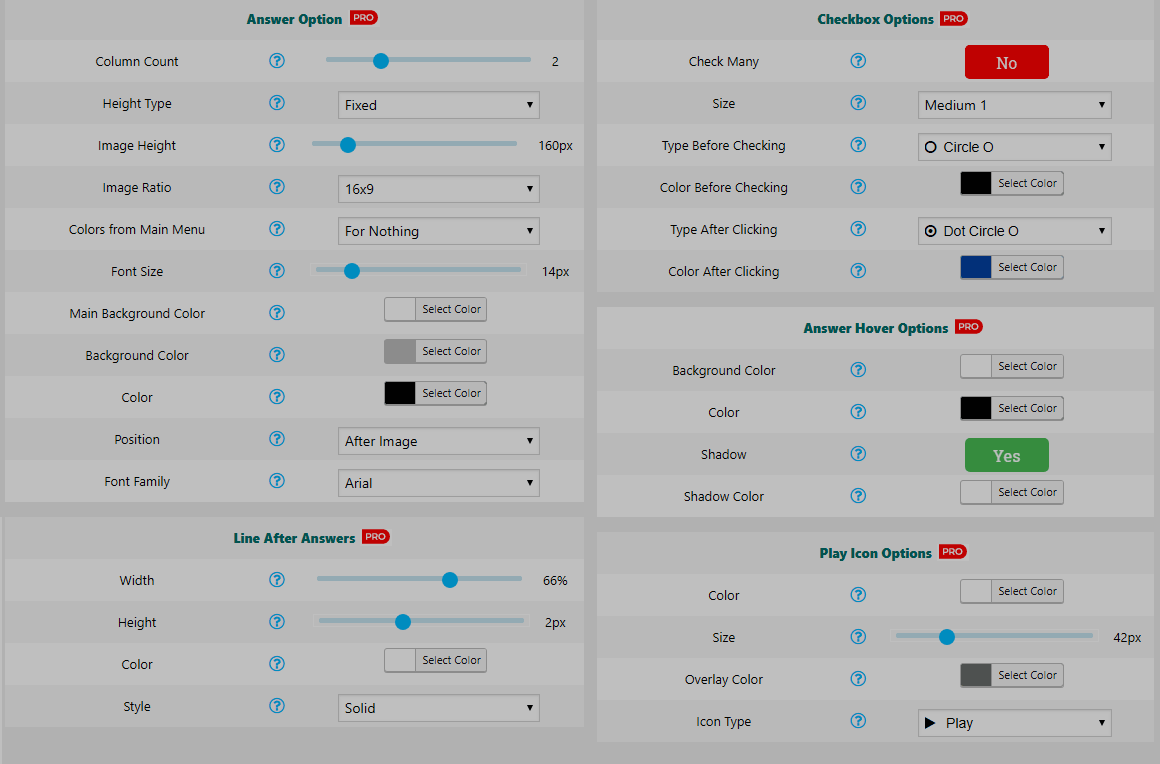 Answer Option PRO
Column Count 2
Height Type Fixed
Image Height 160px
Image Ratio 16x9
Colors from Main Menu For Nothing
Font Size 14px
Main Background Color Select Color
Background Color Select Color
Color Select Color
Position After Image
Font Family Arial
Line After Answers PRO
Width 66%
Height 2px
Color Select Color
Style Solid
Checkbox Options PRO
Check Many No
Size Medium 1
Type Before Checking Circle O
Color Before Checking Select Color
Type After Clicking Dot Circle O
Color After Clicking Select Color
Answer Hover Options PRO
Background Color Select Color
Color Select Color
Shadow Yes
Shadow Color Select Color
Play Icon Options PRO
Color Select Color
Size 42px
Overlay Color Select Color
Icon Type Play